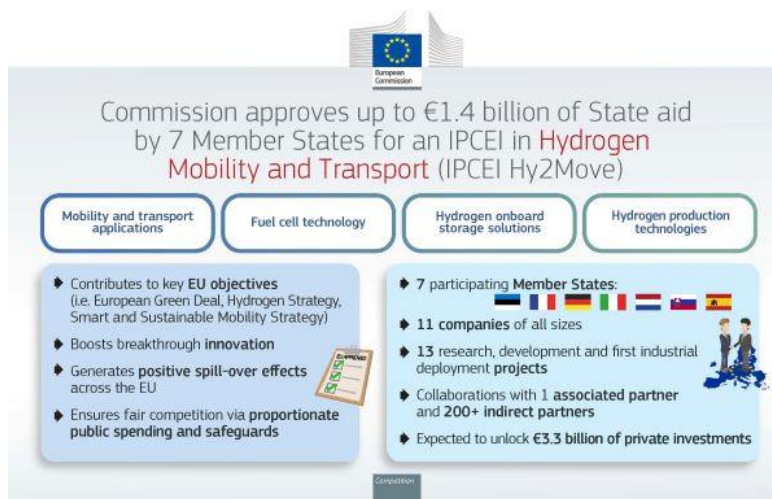 European
Commission
Commission approves up to €1.4 billion of State aid
by 7 Member States for an IPCEI in Hydrogen
Mobility and Transport (IPCEI Hy2Move)
Mobility and transport
applications
Fuel cell technology
Hydrogen onboard
storage solutions
Hydrogen production
technologies
Contributes to key EU objectives
(i.e. European Green Deal, Hydrogen Strategy,
Smart and Sustainable Mobility Strategy)
Boosts breakthrough innovation
Generates positive spill-over effects
across the EU
Ensures fair competition via proportionate
public spending and safeguards
7 participating Member States:
11 companies of all sizes
13 research, development and first industrial
deployment projects
Collaborations with 1 associated partner
and 200+ indirect partners
Expected to unlock €3.3 billion of private investments
Competition